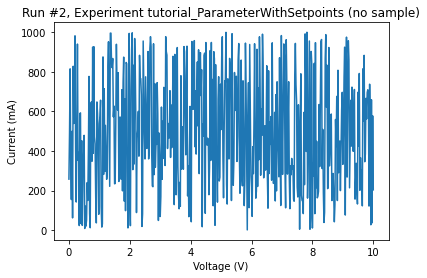 Run #2, Experiment tutorial_ParameterWithSetpoints (no sample)
1000
800
600
400
200
0
Current (mA)
0 2 4 6 8 10
Voltage (V)